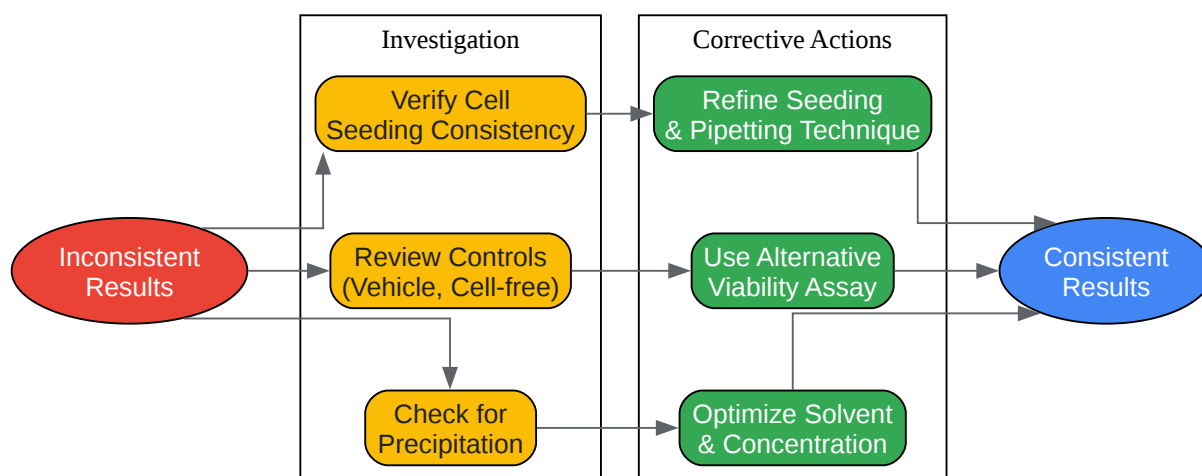 Investigation
Corrective Actions
Verify Cell
Seeding Consistency
Refine Seeding
& Pipetting Technique
Inconsistent
Results
Review Controls
(Vehicle, Cell-free)
Use Alternative
Viability Assay
Consistent
Results
Check for
Precipitation
Optimize Solvent
& Concentration